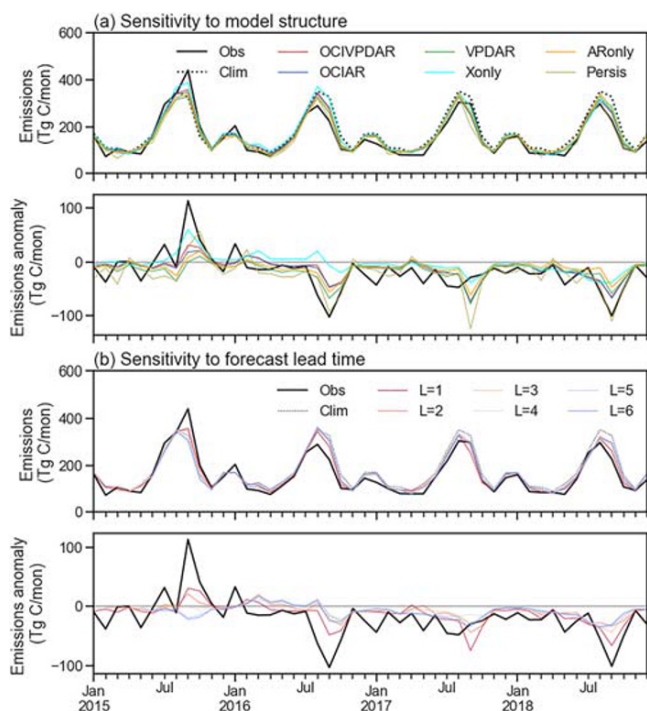 (a) Sensitivity to model structure
600
400
200
0
Emissions
(Tg C/mon)
Obs
OCIVPDAR
VPDAR
ARonly
Clim
OCIAR
Xonly
Persis
100
0
−100
Emissions anomaly
(Tg C/mon)
(b) Sensitivity to forecast lead time
600
400
200
0
Emissions
(Tg C/mon)
Obs
L=1
L=3
L=5
Clim
L=2
L=4
L=6
100
0
−100
Emissions anomaly
(Tg C/mon)
Jan Jul Jan Jul Jan Jul Jan Jul
2015 2016 2017 2018